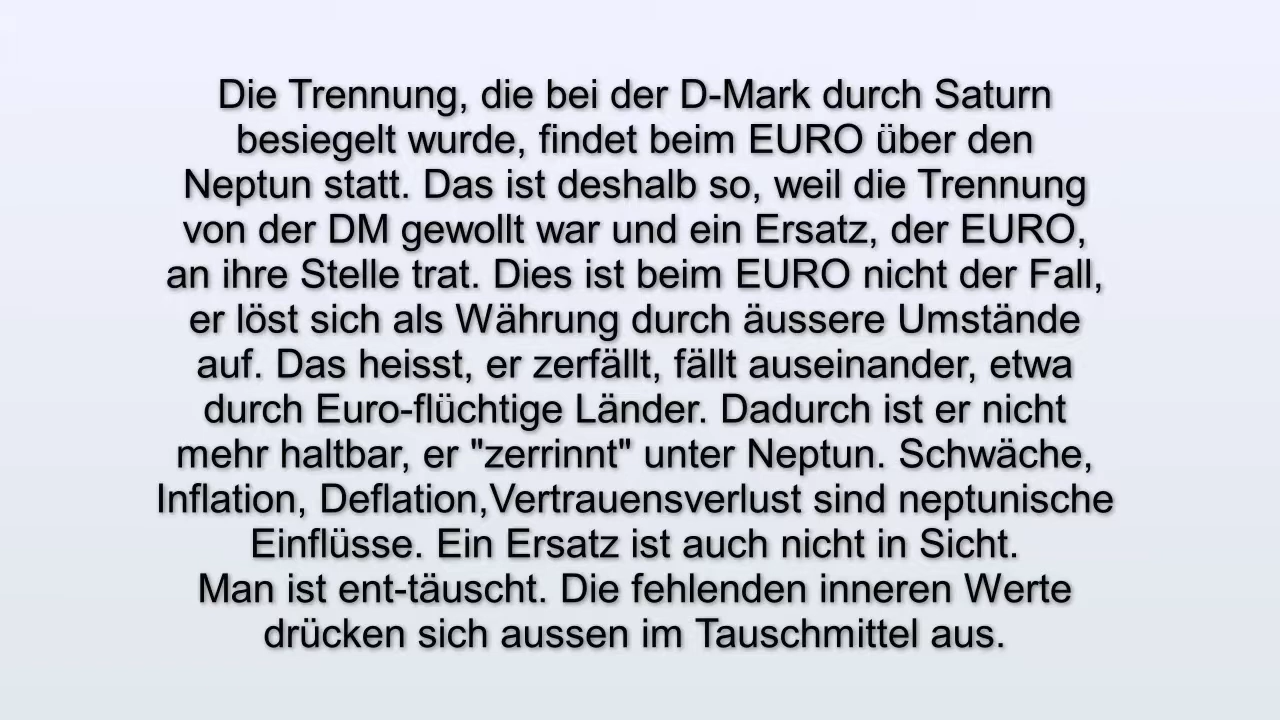 Die Trennung, die bei der D-Mark durch Saturn
besiegelt wurde, findet beim EURO über den
Neptun statt. Das ist deshalb so, weil die Trennung
von der DM gewollt war und ein Ersatz, der EURO,
an ihre Stelle trat. Dies ist beim EURO nicht der Fall,
er löst sich als Währung durch äussere Umstände
auf. Das heisst, er zerfällt, fällt auseinander, etwa
durch Euro-flüchtige Länder. Dadurch ist er nicht
mehr haltbar, er "zerrinnt" unter Neptun. Schwäche,
Inflation, Deflation,Vertrauensverlust sind neptunische
Einflüsse. Ein Ersatz ist auch nicht in Sicht.
Man ist ent-täuscht. Die fehlenden inneren Werte
drücken sich aussen im Tauschmittel aus.